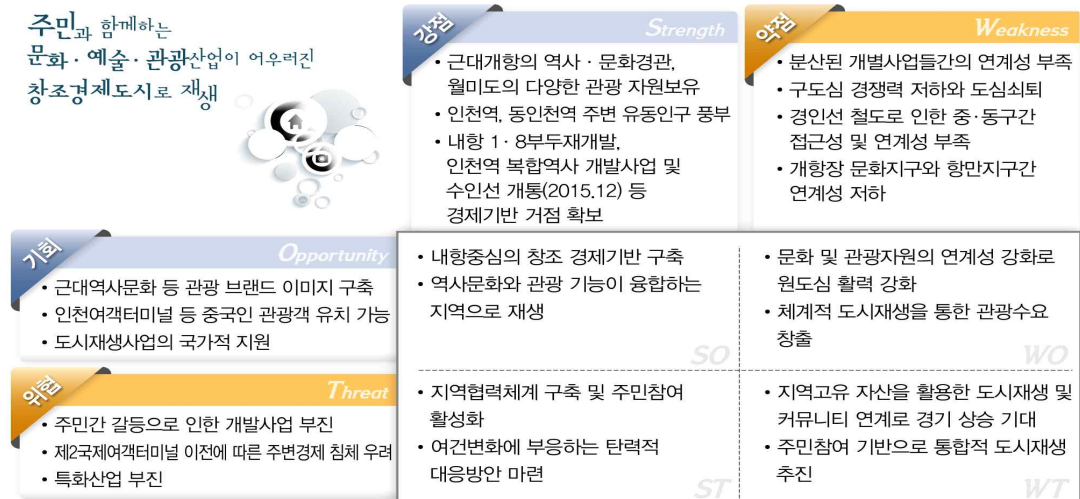 주민과 함께하는
문화·예술·관광산업이 어우러진
창조경제도시로 재생
강점
Strength
• 근대개항의 역사·문화경관,
월미도의 다양한 관광 자원보유
• 인천역, 동인천역 주변 유동인구 풍부
• 내항 1·8부두재개발,
인천역 복합역사 개발사업 및
수인선 개통(2015.12) 등
경제기반 거점 확보
약점
Weakness
• 분산된 개별사업들간의 연계성 부족
• 구도심 경쟁력 저하와 도심쇠퇴
• 경인선 철도로 인한 중·동구간
접근성 및 연계성 부족
• 개항장 문화지구와 항만지구간
연계성 저하
기회
Opportunity
• 근대역사문화 등 관광 브랜드 이미지 구축
• 인천여객터미널 등 중국인 관광객 유치 가능
• 도시재생사업의 국가적 지원
• 내항중심의 창조 경제기반 구축
• 역사문화와 관광 기능이 융합하는
지역으로 재생
SO
• 문화 및 관광자원의 연계성 강화로
원도심 활력 강화
• 체계적 도시재생을 통한 관광수요
창출
WO
위협
Threat
• 주민간 갈등으로 인한 개발사업 부진
• 제2국제여객터미널 이전에 따른 주변경제 침체 우려
• 특화산업 부진
• 지역협력체계 구축 및 주민참여
활성화
• 여건변화에 부응하는 탄력적
대응방안 마련
ST
• 지역고유 자산을 활용한 도시재생 및
커뮤니티 연계로 경기 상승 기대
• 주민참여 기반으로 통합적 도시재생
추진
WT